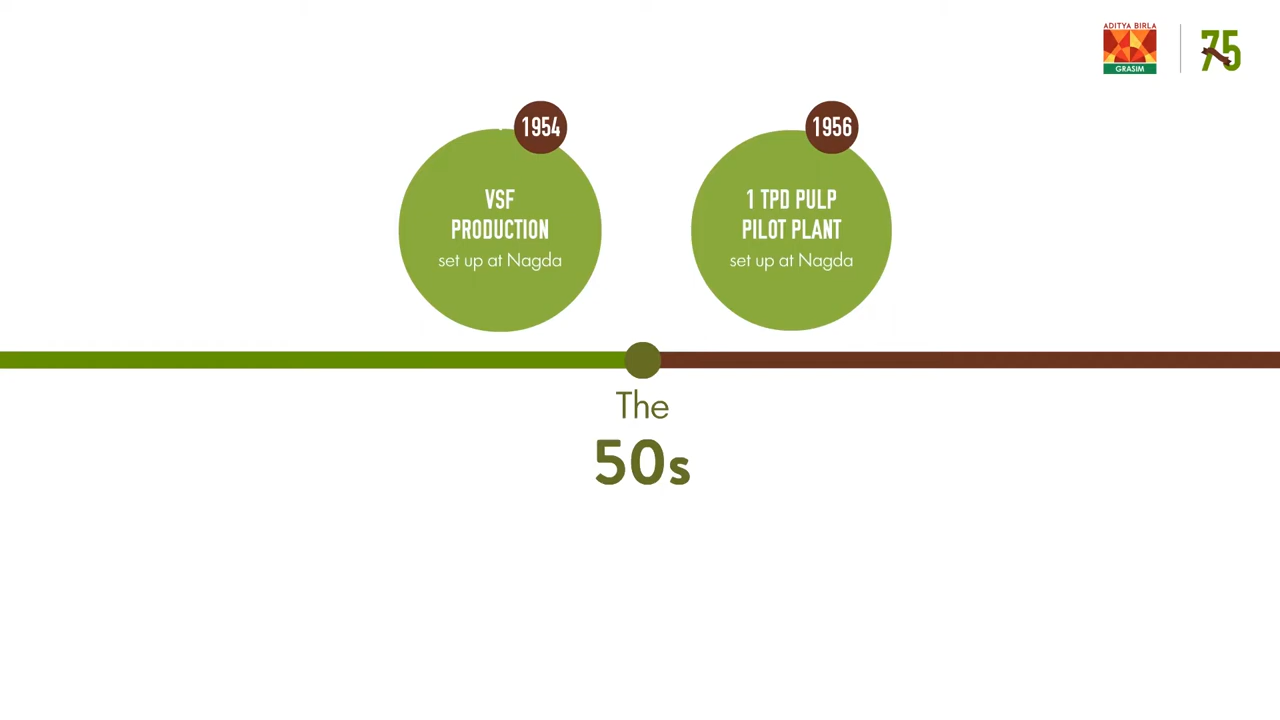 ADITYA BIRLA
GRASIM
75
1954
VSF
PRODUCTION
set up at Nagda
1956
1 TPD PULP
PILOT PLANT
set up at Nagda
The
50s